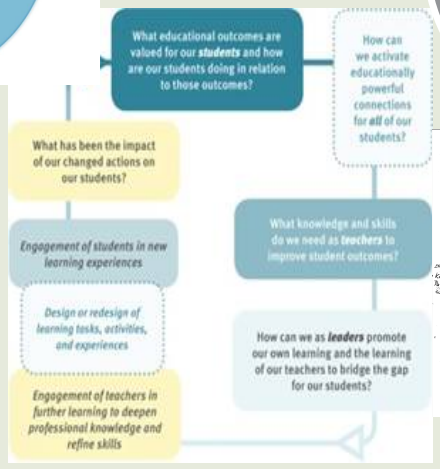 What educational outcomes are
valued for our students and how
are our students doing in relation
to those outcomes?
How can
we activate
educationally
powerful
connections
for all of our
students?
What knowledge and skills
do we need as teachers to
improve student outcomes?
How can we as leaders promote
our own learning and the learning
of our teachers to bridge the gap
for our students?
Engagement of teachers in
further learning to deepen
professional knowledge and
refine skills
Design or redesign of
learning tasks, activities,
and experiences
Engagement of students in new
learning experiences
What has been the impact
of our changed actions on
our students?